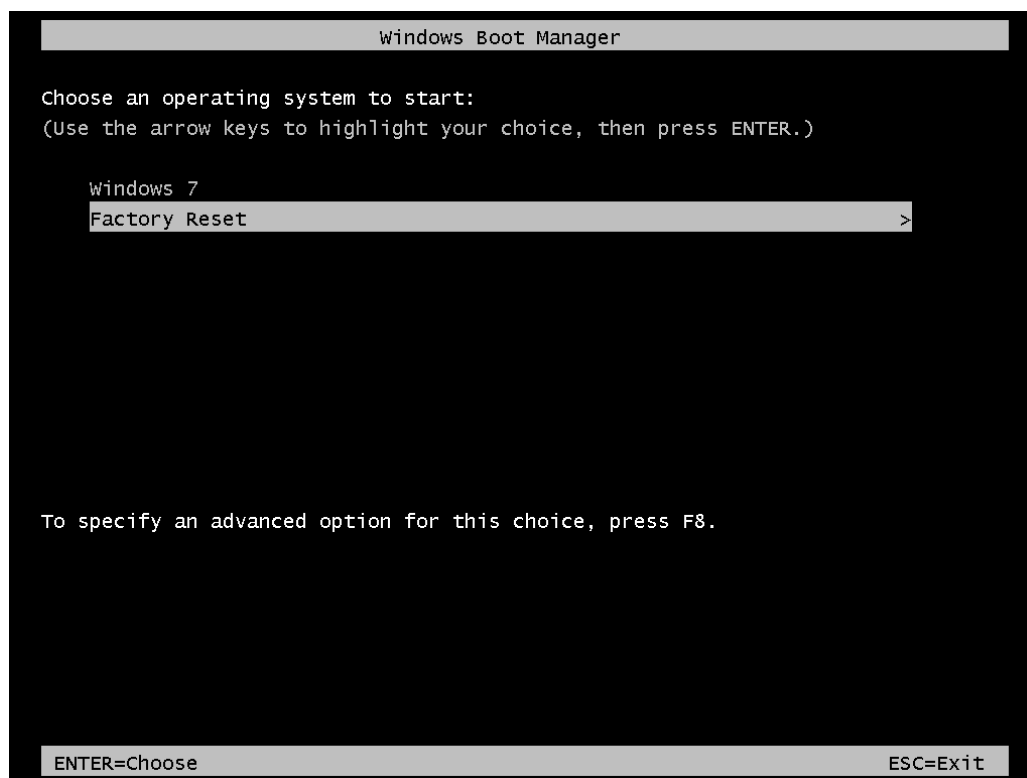 Windows Boot Manager
Choose an operating system to start:
(Use the arrow keys to highlight your choice, then press ENTER.)
Windows 7
Factory Reset >
To specify an advanced option for this choice, press F8.
ENTER=Choose ESC=Exit